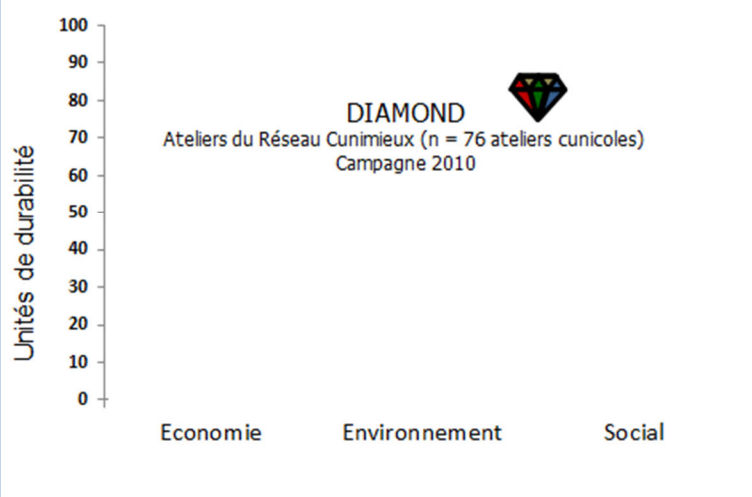 100
90
80
70
60
50
40
30
20
10
0
Unités de durabilité
DIAMOND
Ateliers du Réseau Cunimieux (n = 76 ateliers cunicoles)
Campagne 2010
Economie Environnement Social